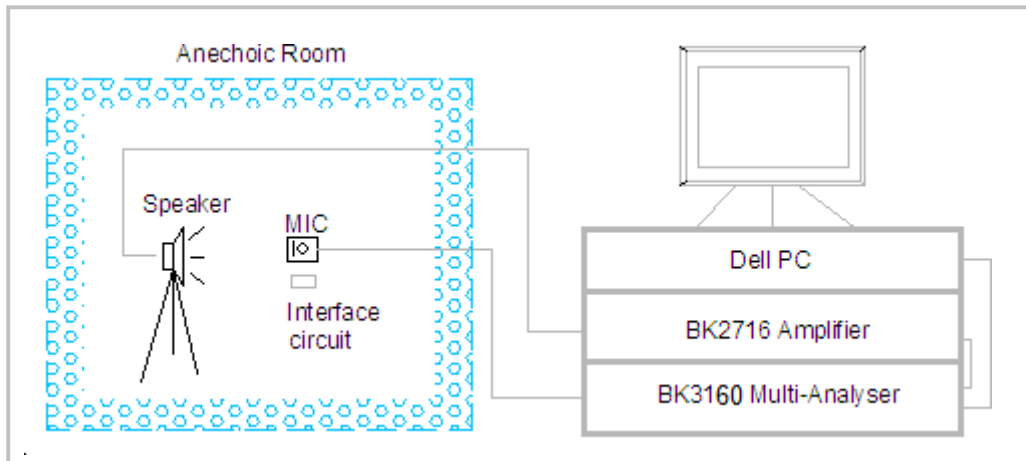 Anechoic Room
Speaker
MIC
Interface
circuit
Dell PC
BK2716 Amplifier
BK3160 Multi-Analyser